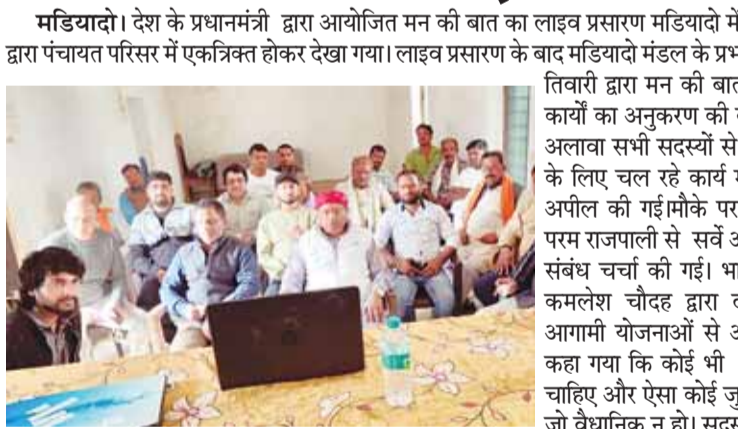 मडियादो। देश के प्रधानमंत्री द्वारा आयोजित मन की बात का लाइव प्रसारण मडियादो में
द्वारा पंचायत परिसर में एकत्रिक्त होकर देखा गया। लाइव प्रसारण के बाद मडियादो मंडल के प्रभ
तिवारी द्वारा मन की बात
कार्यों का अनुकरण की
अलावा सभी सदस्यों से
के लिए चल रहे कार्य
अपील की गई।मौके पर
परम राजपाली से सर्वे
संबंध चर्चा की गई। भा
कमलेश चौदह द्वारा
आगामी योजनाओं से
कहा गया कि कोई भी
चाहिए और ऐसा कोई जु
जो वैधानिक न हो। सदस